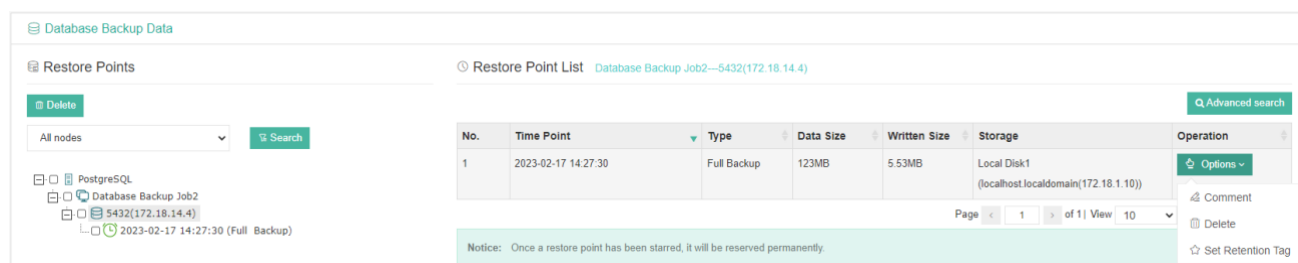 Database Backup Data
Restore Points
Delete
All nodes
Search
PostgreSQL
Database Backup Job2
5432(172.18.14.4)
2023-02-17 14:27:30 (Full Backup)
Restore Point List Database Backup Job2---5432(172.18.14.4)
Advanced search
No. Time Point Type Data Size Written Size Storage Operation
1 2023-02-17 14:27:30 Full Backup 123MB 5.53MB Local Disk1 Options
(localhost.localdomain(172.18.1.10))
Page < 1 > of 1| View 10
Comment
Delete
Set Retention Tag
Notice: Once a restore point has been starred, it will be reserved permanently.